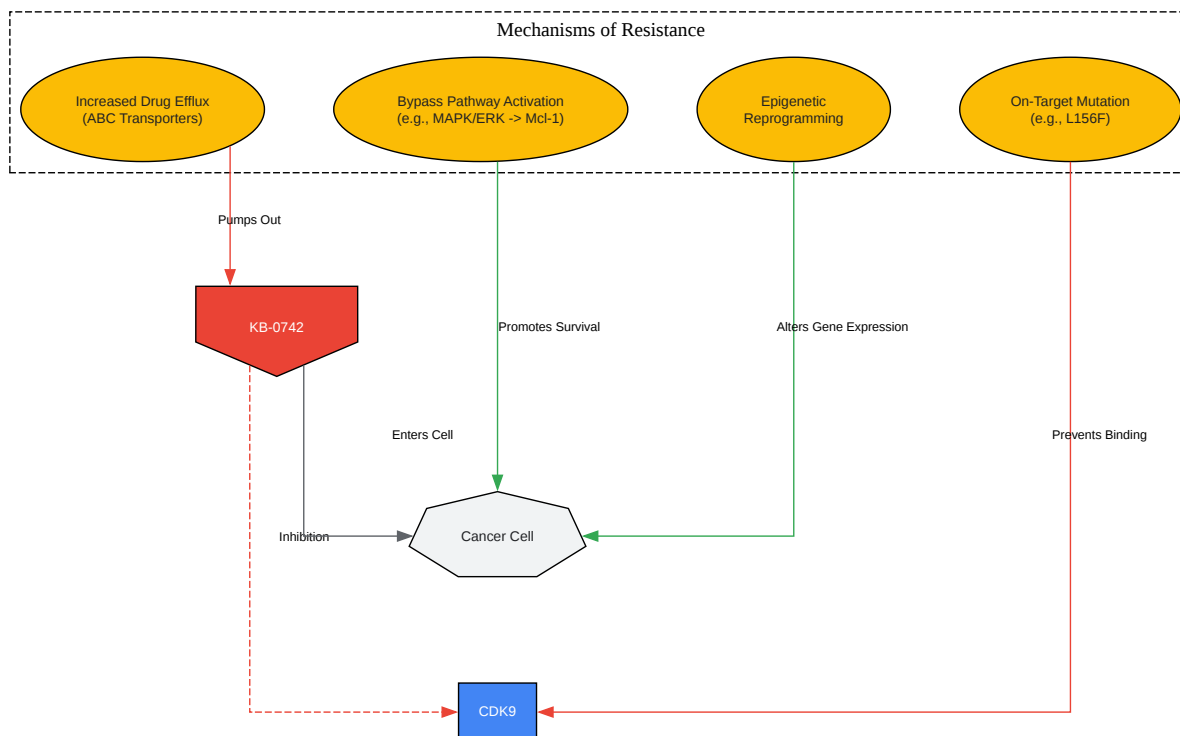 Mechanisms of Resistance
Increased Drug Efflux
(ABC Transporters)
Bypass Pathway Activation
(e.g., MAPK/ERK -> Mcl-1)
Epigenetic
Reprogramming
On-Target Mutation
(e.g., L156F)
Pumps Out
KB-0742
Promotes Survival
Alters Gene Expression
Enters Cell
Prevents Binding
Inhibition
Cancer Cell
CDK9